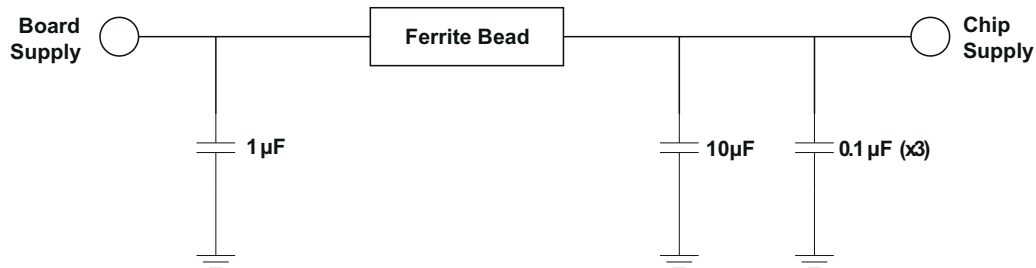 Board
Supply
Ferrite Bead
Chip
Supply
1 µF
10µF
0.1 µF (x3)